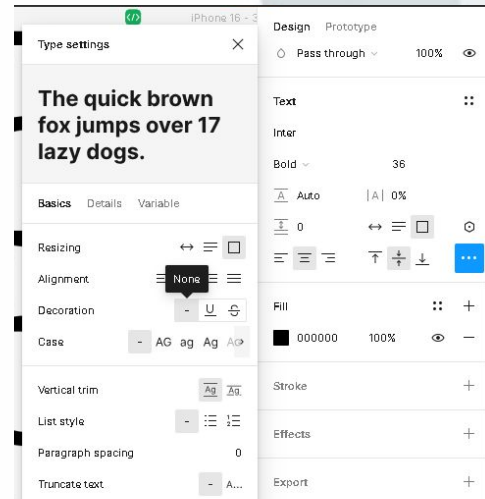 iPhone 16 - 3
Type settings
The quick brown
fox jumps over 17
lazy dogs.
Basics Details Variable
Resizing
Alignment
None
Decoration - U S
Case - AG ag Ag
Vertical trim Ag Ag
List style -
Paragraph spacing 0
Truncate text - A...
Design Prototype
Pass through 100%
Text
Inter
Bold 36
A Auto |A| 0%
0
Fill
000000 100%
Stroke
Effects
Export